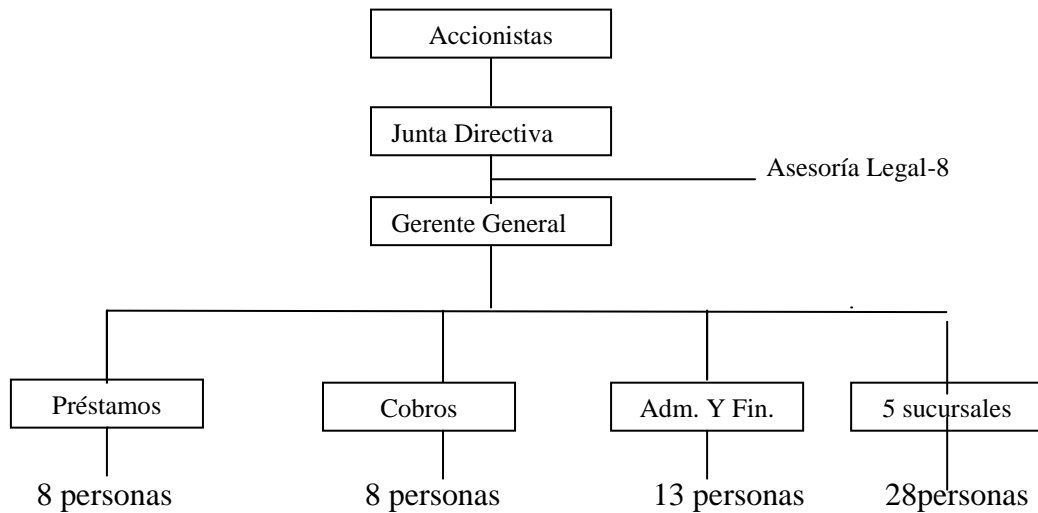 Accionistas
Junta Directiva
Asesoría Legal-8
Gerente General
Préstamos
Cobros
Adm. Y Fin.
5 sucursales
8 personas
8 personas
13 personas
28personas